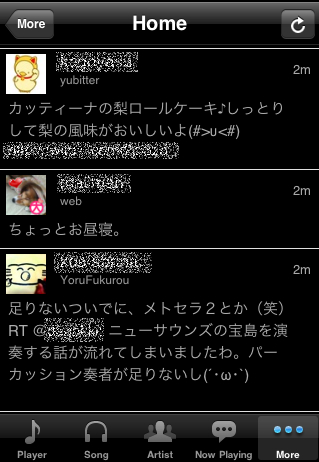 More
Home
2m
yubitter
カッティーナの梨ロールケーキ♪しっとり
して梨の風味がおいしいよ(#>υ<#)
2m
web
ちょっとお昼寝。
2m
YoruFukurou
足りないついでに、メトセラ２とか（笑）
RT @ ニューサウンズの宝島を演
奏する話が流れてしまいましたわ。パー
カッション奏者が足りないし(´･ω･`)
Player Song Artist Now Playing More